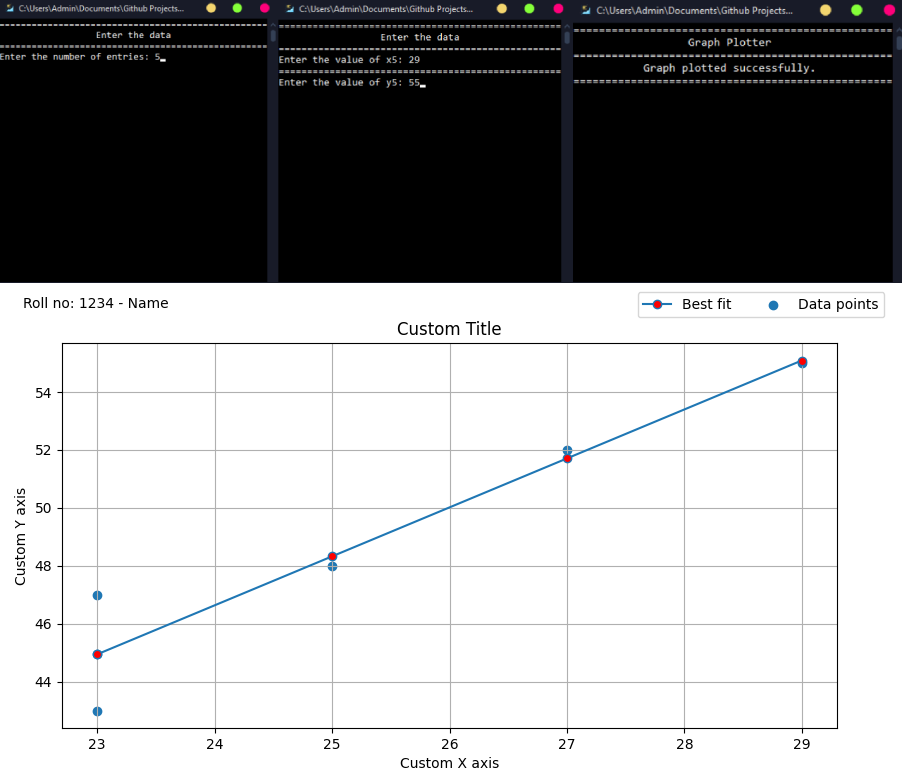 C:\Users\Admin\Documents\Github Projects...
Enter the data
Enter the number of entries: 5
C:\Users\Admin\Documents\Github Projects...
Enter the data
Enter the value of x5: 29
Enter the value of y5: 55
C:\Users\Admin\Documents\Github Projects...
Graph Plotter
Graph plotted successfully.
Roll no: 1234 - Name
Best fit
Data points
Custom Title
Custom Y axis
54
52
50
48
46
44
23 24 25 26 27 28 29
Custom X axis